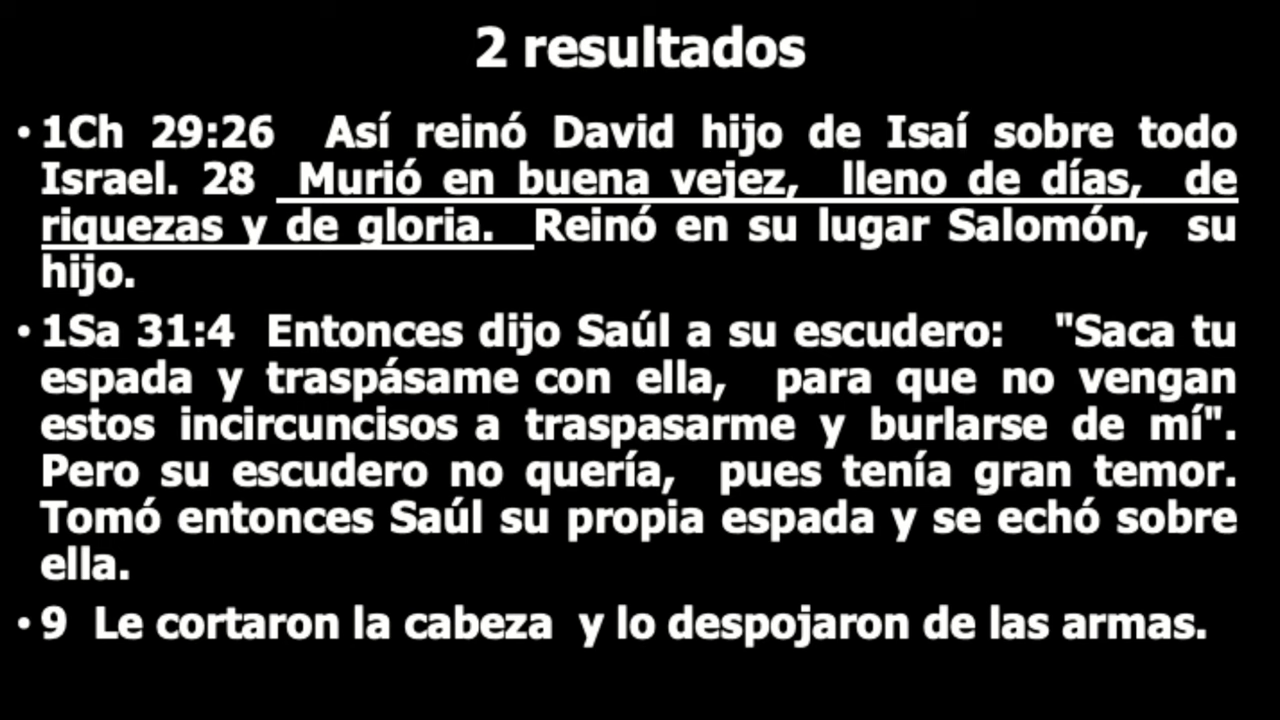 2 resultados
• 1Ch 29:26 Así reinó David hijo de Isaí sobre todo
Israel. 28 Murió en buena vejez, lleno de días, de
riquezas y de gloria. Reinó en su lugar Salomón, su
hijo.
• 1Sa 31:4 Entonces dijo Saúl a su escudero: "Saca tu
espada y traspásame con ella, para que no vengan
estos incircuncisos a traspasarme y burlarse de mí".
Pero su escudero no quería, pues tenía gran temor.
Tomó entonces Saúl su propia espada y se echó sobre
ella.
• 9 Le cortaron la cabeza y lo despojaron de las armas.